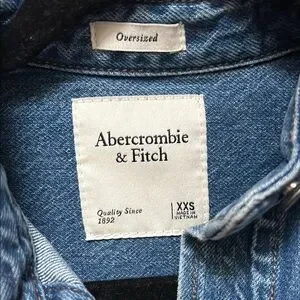 Oversized
Abercrombie
& Fitch
Quality Since
1892
XXS
MADE IN
VIETNAM